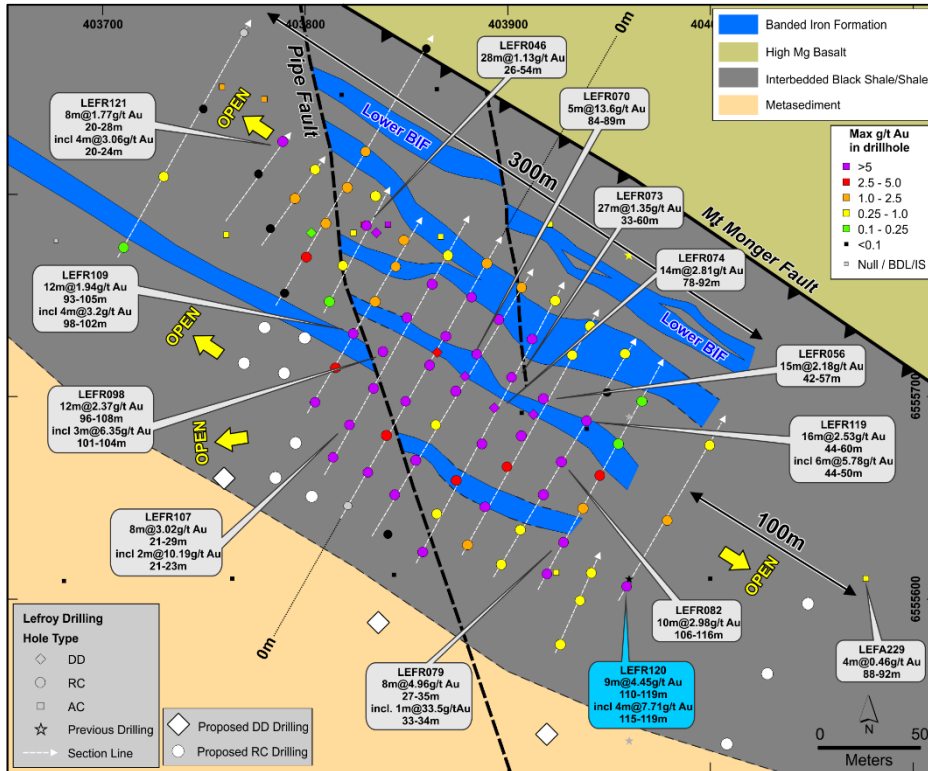 403700
403800
403900
40
0m
Banded Iron Formation
High Mg Basalt
Interbedded Black Shale/Shale
Metasediment
Max g/t Au
in drillhole
>5
2.5 - 5.0
1.0 - 2.5
0.25 - 1.0
0.1 - 0.25
<0.1
Null / BDL/IS
LEFR046
28m@1.13g/t Au
26-54m
LEFR070
5m@13.6g/t Au
84-89m
LEFR121
8m@1.77g/t Au
20-28m
incl 4m@3.06g/t Au
20-24m
OPEN
Pipe Fault
Lower BIF
300m
LEFR073
27m@1.35g/t Au
33-60m
Mt Monger Fault
LEFR074
14m@2.81g/t Au
78-92m
LEFR109
12m@1.94g/t Au
93-105m
incl 4m@3.2g/t Au
98-102m
OPEN
Lower BIF
LEFR056
15m@2.18g/t Au
42-57m
6555700
LEFR098
12m@2.37g/t Au
96-108m
incl 3m@6.35g/t Au
101-104m
OPEN
LEFR119
16m@2.53g/t Au
44-60m
incl 6m@5.78g/t Au
44-50m
LEFR107
8m@3.02g/t Au
21-29m
incl 2m@10.19g/t Au
21-23m
100m
OPEN
6555600
LEFR082
10m@2.98g/t Au
106-116m
LEFA229
4m@0.46g/t Au
88-92m
LEFR079
8m@4.96g/t Au
27-35m
incl. 1m@33.5g/tAu
33-34m
LEFR120
9m@4.45g/t Au
110-119m
incl 4m@7.71g/t Au
115-119m
0m
Lefroy Drilling
Hole Type
DD
RC
AC
Previous Drilling
Section Line
Proposed DD Drilling
Proposed RC Drilling
N
0
50
Meters